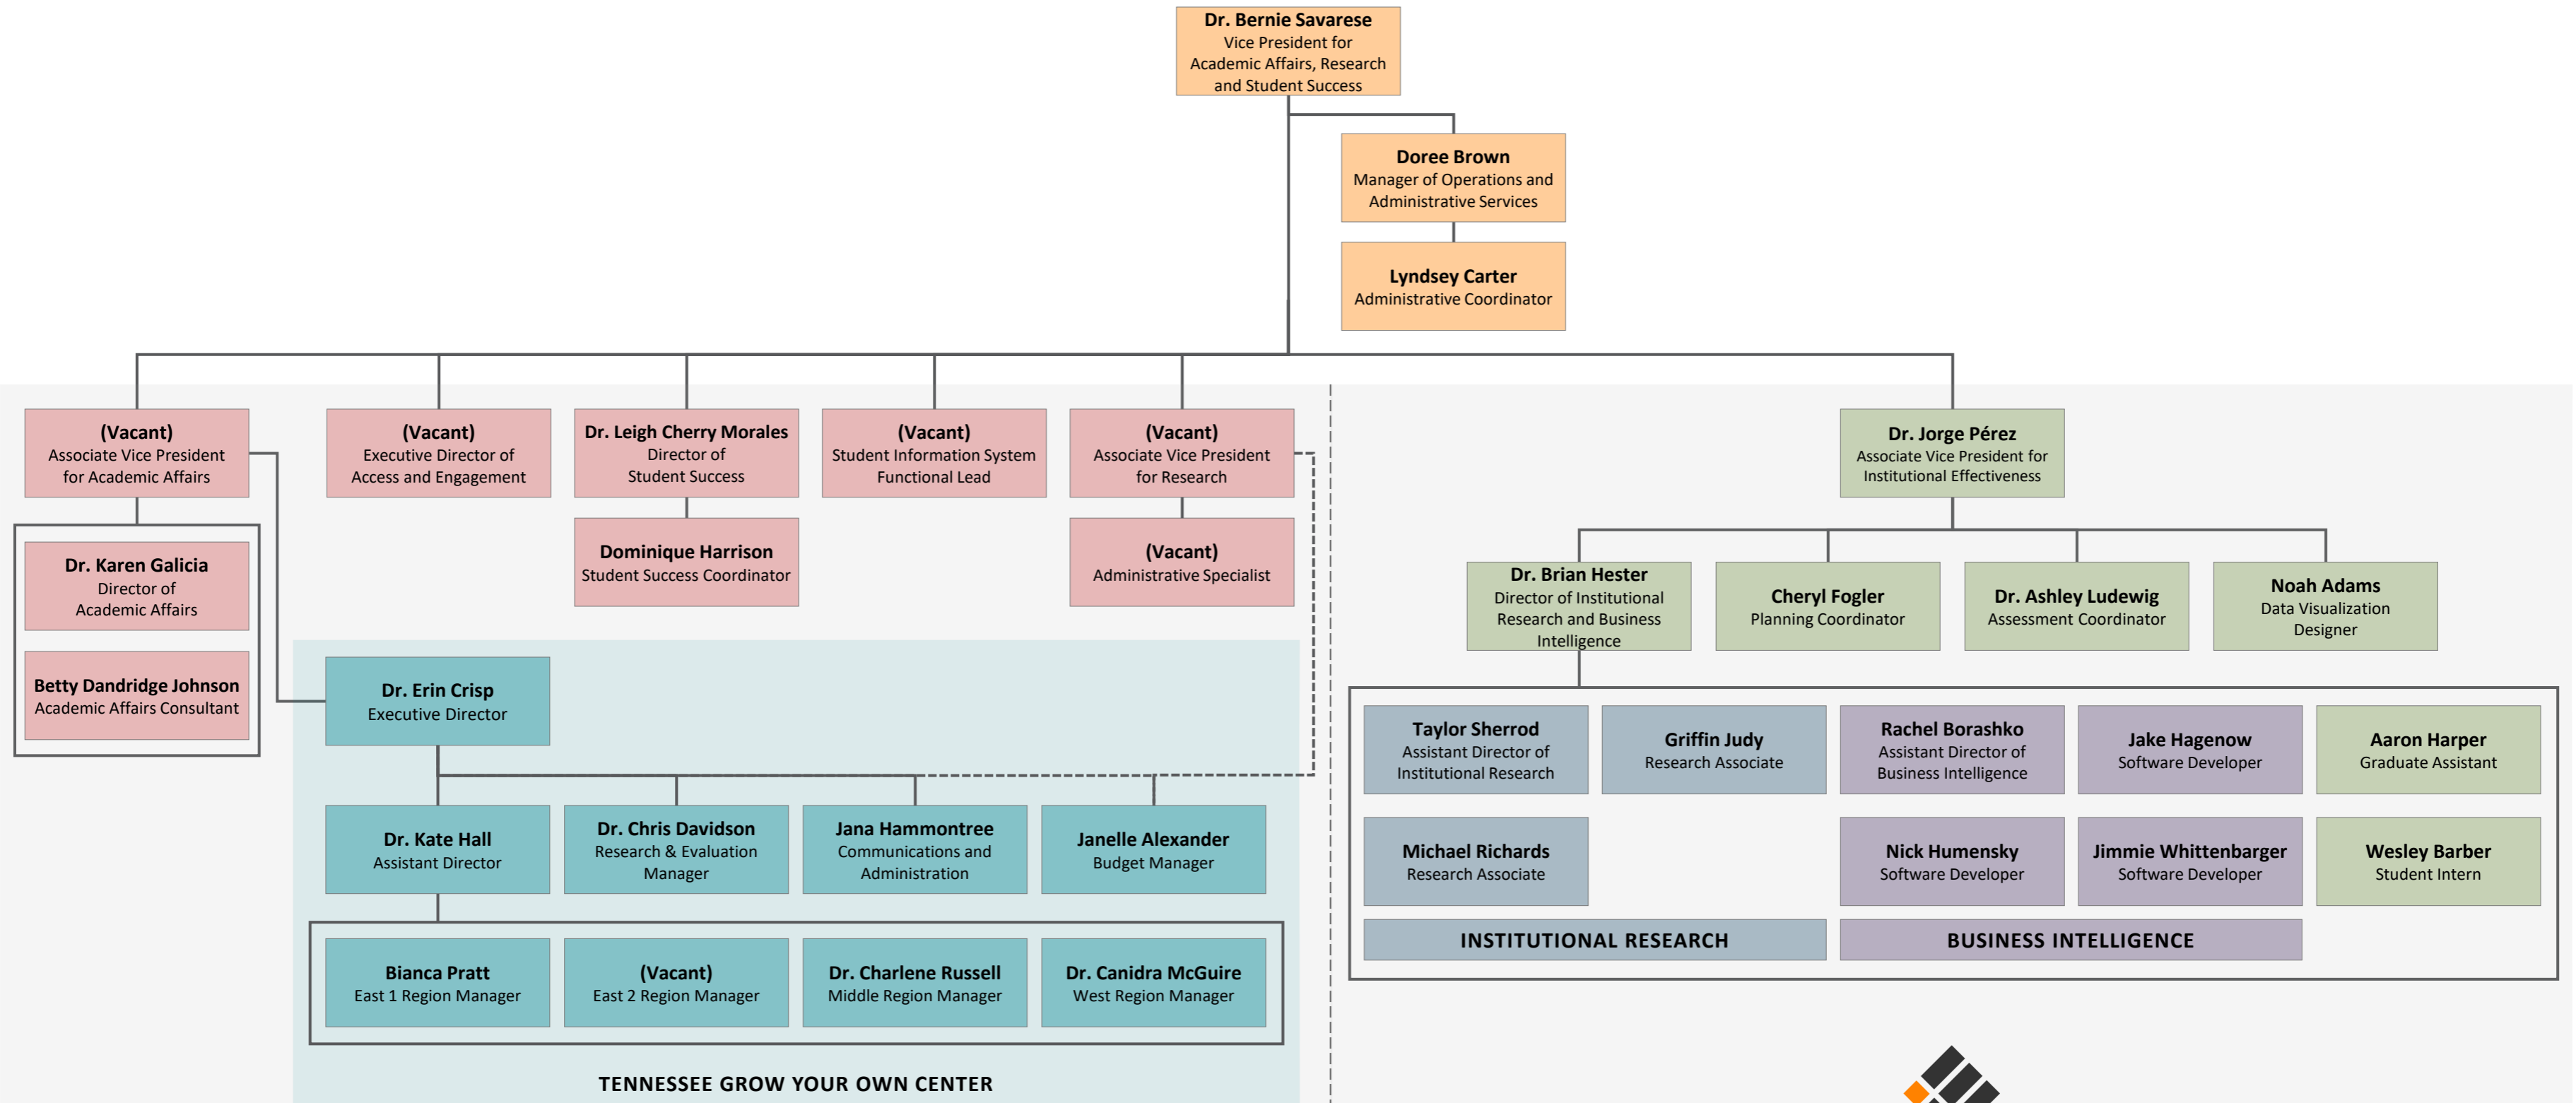 Dr. Bernie Savarese
Vice President for
Academic Affairs, Research
and Student Success
Doree Brown
Manager of Operations and
Administrative Services
Lyndsey Carter
Administrative Coordinator
(Vacant)
Associate Vice President
for Academic Affairs
(Vacant)
Executive Director of
Access and Engagement
Dr. Leigh Cherry Morales
Director of
Student Success
(Vacant)
Student Information System
Functional Lead
(Vacant)
Associate Vice President
for Research
Dr. Jorge Pérez
Associate Vice President for
Institutional Effectiveness
Dr. Karen Galicia
Director of
Academic Affairs
Betty Dandridge Johnson
Academic Affairs Consultant
Dominique Harrison
Student Success Coordinator
(Vacant)
Administrative Specialist
Dr. Brian Hester
Director of Institutional
Research and Business
Intelligence
Cheryl Fogler
Planning Coordinator
Dr. Ashley Ludewig
Assessment Coordinator
Noah Adams
Data Visualization
Designer
Dr. Erin Crisp
Executive Director
Dr. Kate Hall
Assistant Director
Dr. Chris Davidson
Research & Evaluation
Manager
Jana Hammontree
Communications and
Administration
Janelle Alexander
Budget Manager
Bianca Pratt
East 1 Region Manager
(Vacant)
East 2 Region Manager
Dr. Charlene Russell
Middle Region Manager
Dr. Canidra McGuire
West Region Manager
TENNESSEE GROW YOUR OWN CENTER
Taylor Sherrod
Assistant Director of
Institutional Research
Griffin Judy
Research Associate
Rachel Borashko
Assistant Director of
Business Intelligence
Jake Hagenow
Software Developer
Aaron Harper
Graduate Assistant
Michael Richards
Research Associate
Nick Humensky
Software Developer
Jimmie Whittenbarger
Software Developer
Wesley Barber
Student Intern
INSTITUTIONAL RESEARCH
BUSINESS INTELLIGENCE